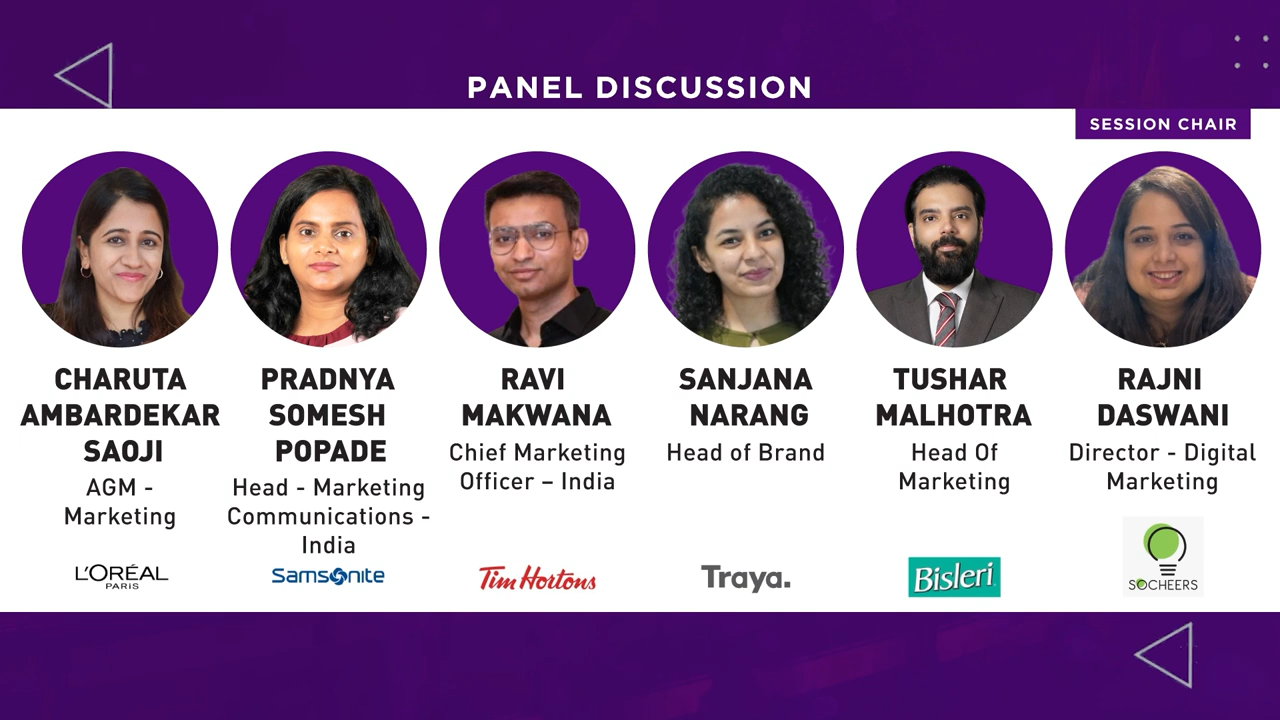 PANEL DISCUSSION
SESSION CHAIR
CHARUTA
AMBARDEKAR
SAOJI
AGM -
Marketing
L'ORÉAL
PARIS
PRADNYA
SOMESH
POPADE
Head - Marketing
Communications -
India
Samsonite
RAVI
MAKWANA
Chief Marketing
Officer – India
Tim Hortons
SANJANA
NARANG
Head of Brand
Traya.
TUSHAR
MALHOTRA
Head Of
Marketing
Bisleri
RAJNI
DASWANI
Director - Digital
Marketing
SOCHEERS